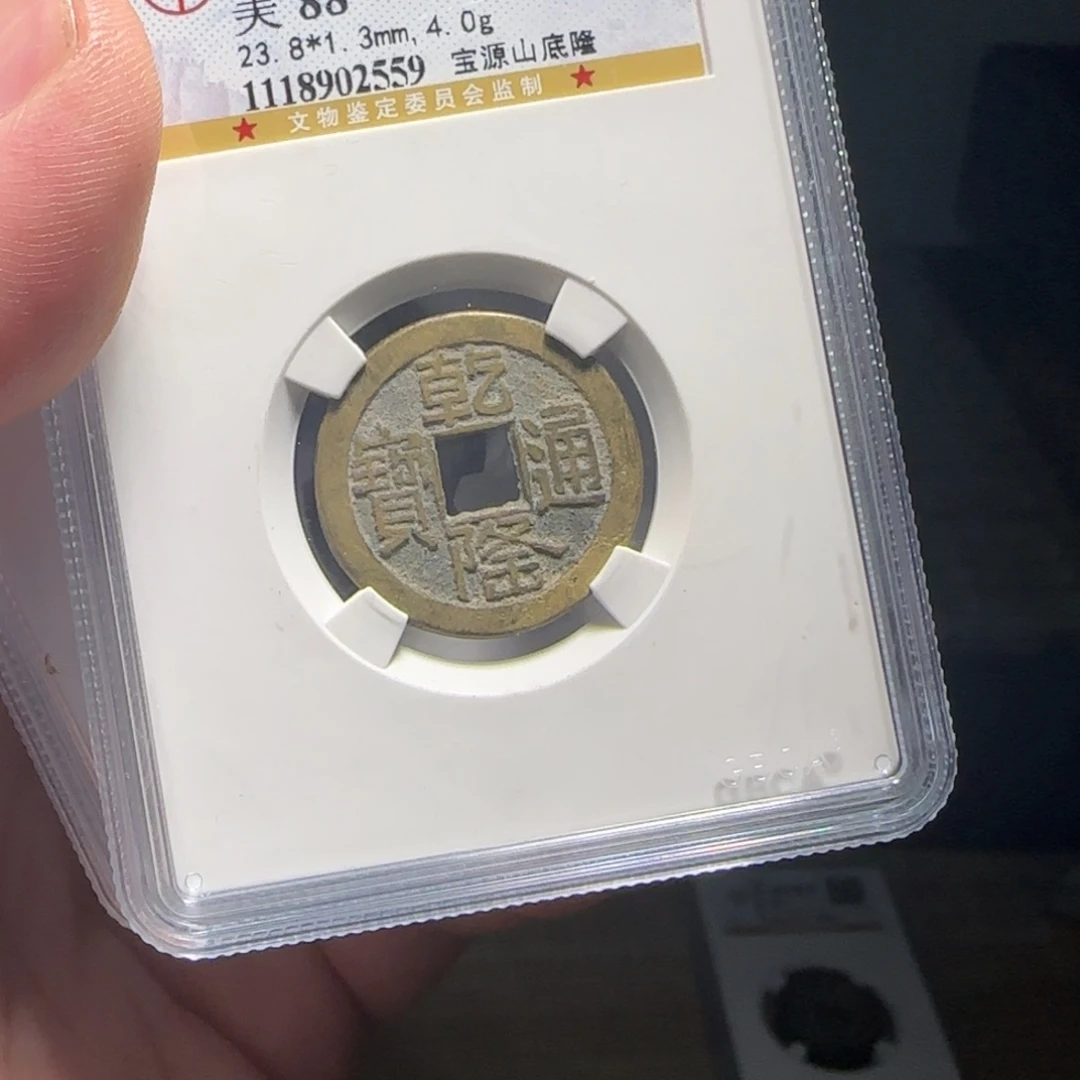 美 88
23.8*1.3mm, 4.0g
1118902559 宝源山底隆
★ 文物鉴定委员会监制 ★
乾隆通寶